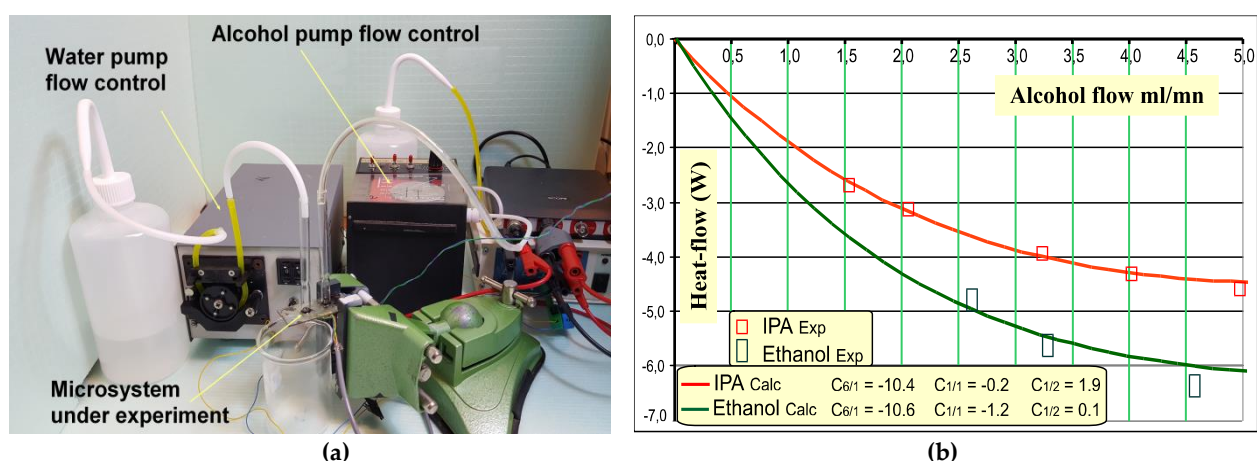 Water pump
flow control
Alcohol pump flow control
Microsystem
under experiment
(a)
0,0
0,5
1,0
1,5
2,0
2,5
3,0
3,5
4,0
4,5
5,0
Alcohol flow ml/mn
-1,0
-2,0
-3,0
-4,0
-5,0
-6,0
-7,0
Heat-flow (W)
IPA Exp
Ethanol Exp
IPA Calc C6/1 = -10.4 C1/1 = -0.2 C1/2 = 1.9
Ethanol Calc C6/1 = -10.6 C1/1 = -1.2 C1/2 = 0.1
(b)